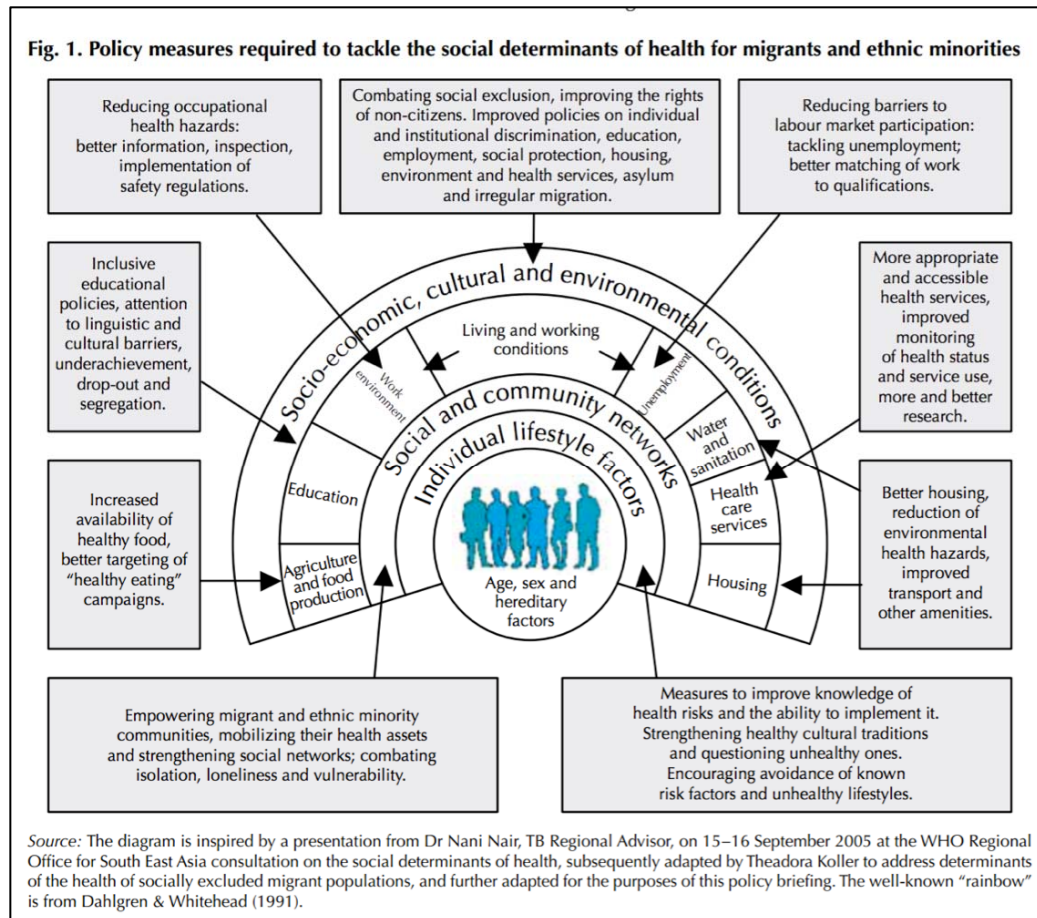 Fig. 1. Policy measures required to tackle the social determinants of health for migrants and ethnic minorities
Reducing occupational
health hazards:
better information, inspection,
implementation of
safety regulations.
Combating social exclusion, improving the rights
of non-citizens. Improved policies on individual
and institutional discrimination, education,
employment, social protection, housing,
environment and health services, asylum
and irregular migration.
Reducing barriers to
labour market participation:
tackling unemployment;
better matching of work
to qualifications.
Inclusive
educational
policies, attention
to linguistic and
cultural barriers,
underachievement,
drop-out and
segregation.
More appropriate
and accessible
health services,
improved
monitoring
of health status
and service use,
more and better
research.
Socio-economic, cultural and environmental conditions
Living and working
conditions
Work
environment
Unemployment
Social and community networks
Water
and
sanitation
Individual lifestyle factors
Education
Health
care
services
Agriculture
and food
production
Housing
Age, sex and
hereditary
factors
Increased
availability of
healthy food,
better targeting of
“healthy eating”
campaigns.
Better housing,
reduction of
environmental
health hazards,
improved
transport and
other amenities.
Empowering migrant and ethnic minority
communities, mobilizing their health assets
and strengthening social networks; combating
isolation, loneliness and vulnerability.
Measures to improve knowledge of
health risks and the ability to implement it.
Strengthening healthy cultural traditions
and questioning unhealthy ones.
Encouraging avoidance of known
risk factors and unhealthy lifestyles.
Source: The diagram is inspired by a presentation from Dr Nani Nair, TB Regional Advisor, on 15–16 September 2005 at the WHO Regional
Office for South East Asia consultation on the social determinants of health, subsequently adapted by Theadora Koller to address determinants
of the health of socially excluded migrant populations, and further adapted for the purposes of this policy briefing. The well-known “rainbow”
is from Dahlgren & Whitehead (1991).